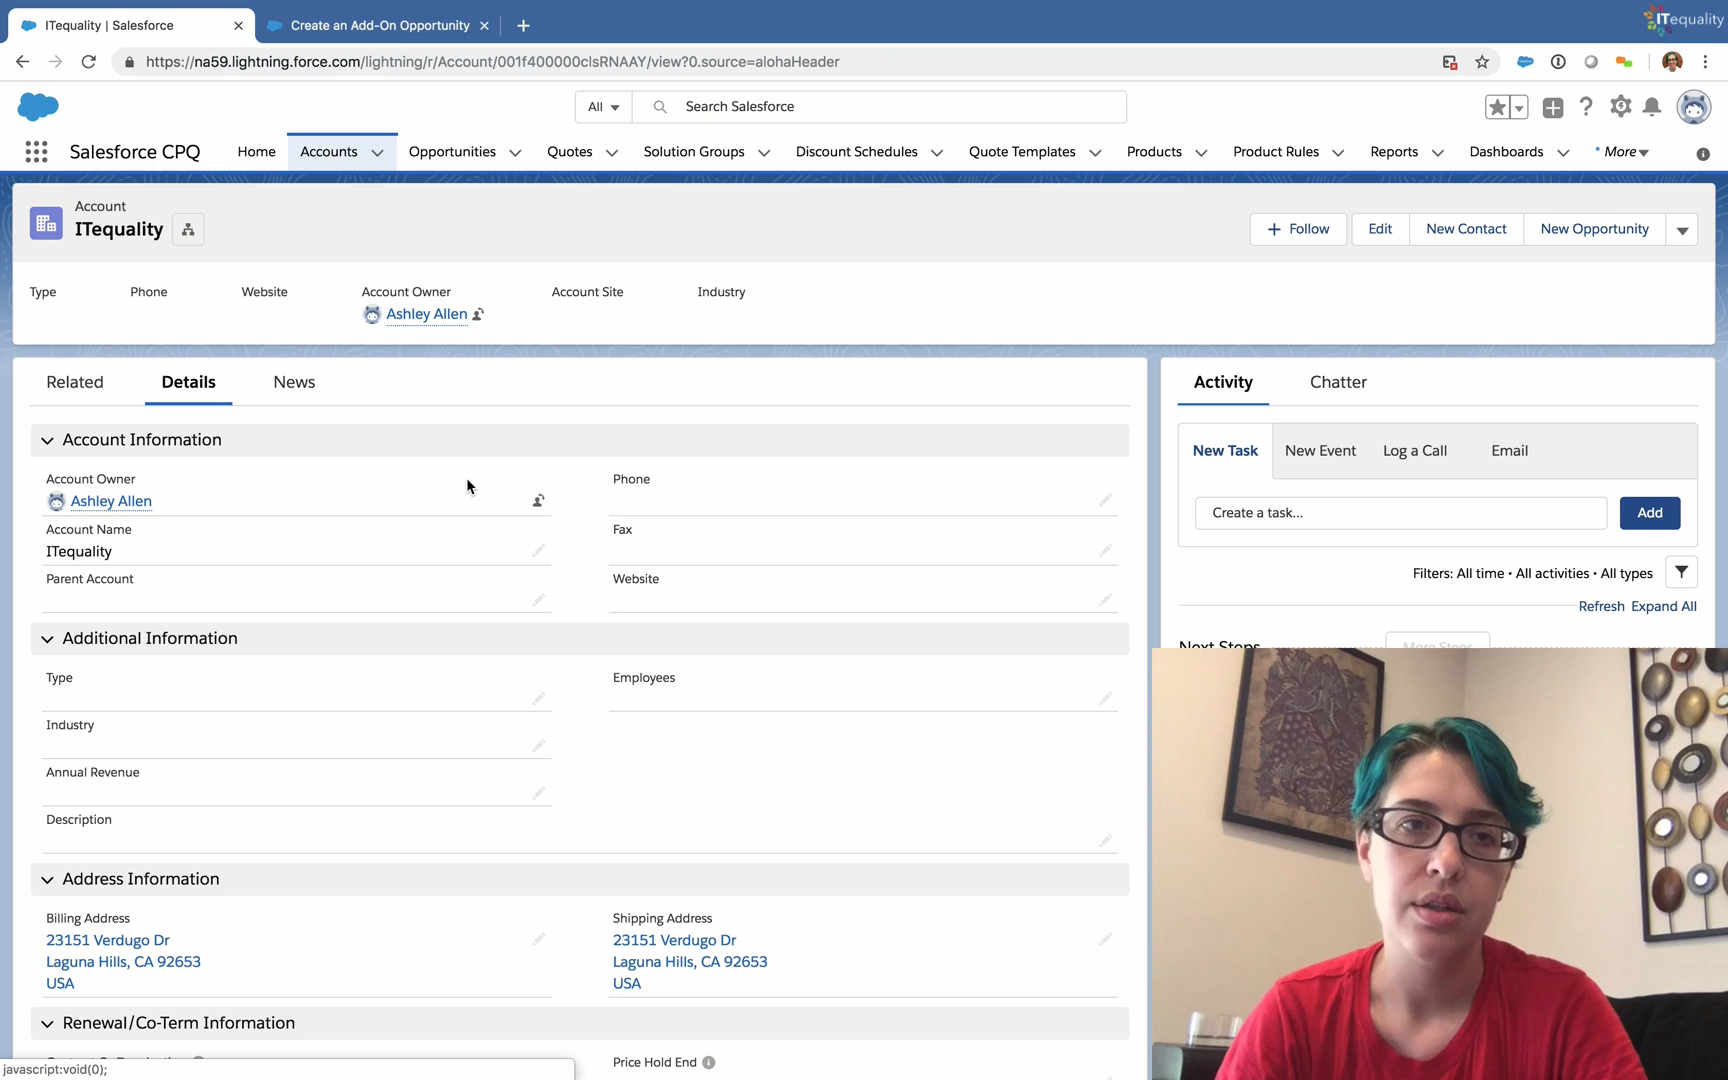 ITequality | Salesforce
Create an Add-On Opportunity
ITequality
https://na59.lightning.force.com/lightning/r/Account/001f400000clsRNAAY/view?0.source=alohaHeader
All
Search Salesforce
Salesforce CPQ
Home
Accounts
Opportunities
Quotes
Solution Groups
Discount Schedules
Quote Templates
Products
Product Rules
Reports
Dashboards
* More
Account
ITequality
+ Follow
Edit
New Contact
New Opportunity
Type
Phone
Website
Account Owner
Account Site
Industry
Ashley Allen
Related
Details
News
Activity
Chatter
Account Information
Account Owner
Ashley Allen
Phone
Account Name
ITequality
Fax
Parent Account
Website
Additional Information
Type
Employees
Industry
Annual Revenue
Description
Address Information
Billing Address
23151 Verdugo Dr
Laguna Hills, CA 92653
USA
Shipping Address
23151 Verdugo Dr
Laguna Hills, CA 92653
USA
Renewal/Co-Term Information
Price Hold End
javascript:void(0);
New Task
New Event
Log a Call
Email
Create a task...
Add
Filters: All time • All activities • All types
Refresh
Expand All
Next Steps
More Steps